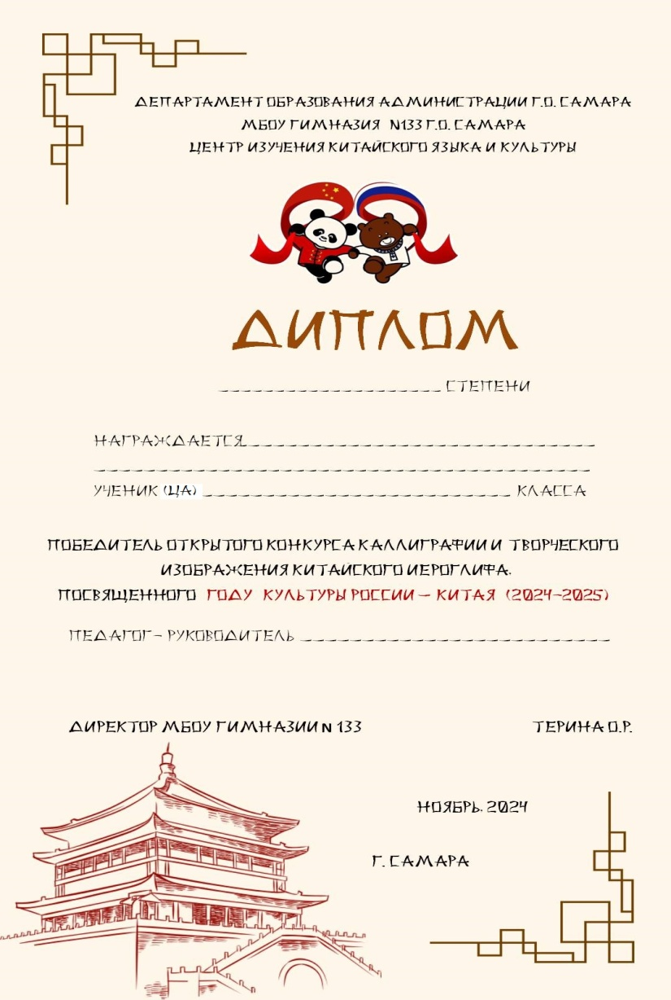 ДЕПАРТАМЕНТ ОБРАЗОВАНИЯ АДМИНИСТРАЦИИ Г.О. САМАРА
МБОУ ГИМНАЗИЯ N133 Г.О. САМАРА
ЦЕНТР ИЗУЧЕНИЯ КИТАЙСКОГО ЯЗЫКА И КУЛЬТУРЫ
ДИПЛОМ
____________________ СТЕПЕНИ
НАГРАЖДАЕТСЯ_______________________________
____________________________________________
УЧЕНИК (ЦА) ___________________________ КЛАССА
ПОБЕДИТЕЛЬ ОТКРЫТОГО КОНКУРСА КАЛЛИГРАФИИ И ТВОРЧЕСКОГО
ИЗОБРАЖЕНИЯ КИТАЙСКОГО ИЕРОГЛИФА,
ПОСВЯЩЕННОГО ГОДУ КУЛЬТУРЫ РОССИИ – КИТАЯ (2024-2025)
ПЕДАГОГ- РУКОВОДИТЕЛЬ ___________________________
ДИРЕКТОР МБОУ ГИМНАЗИИ N 133 ТЕРИНА О.Р.
НОЯБРЬ, 2024
Г. САМАРА